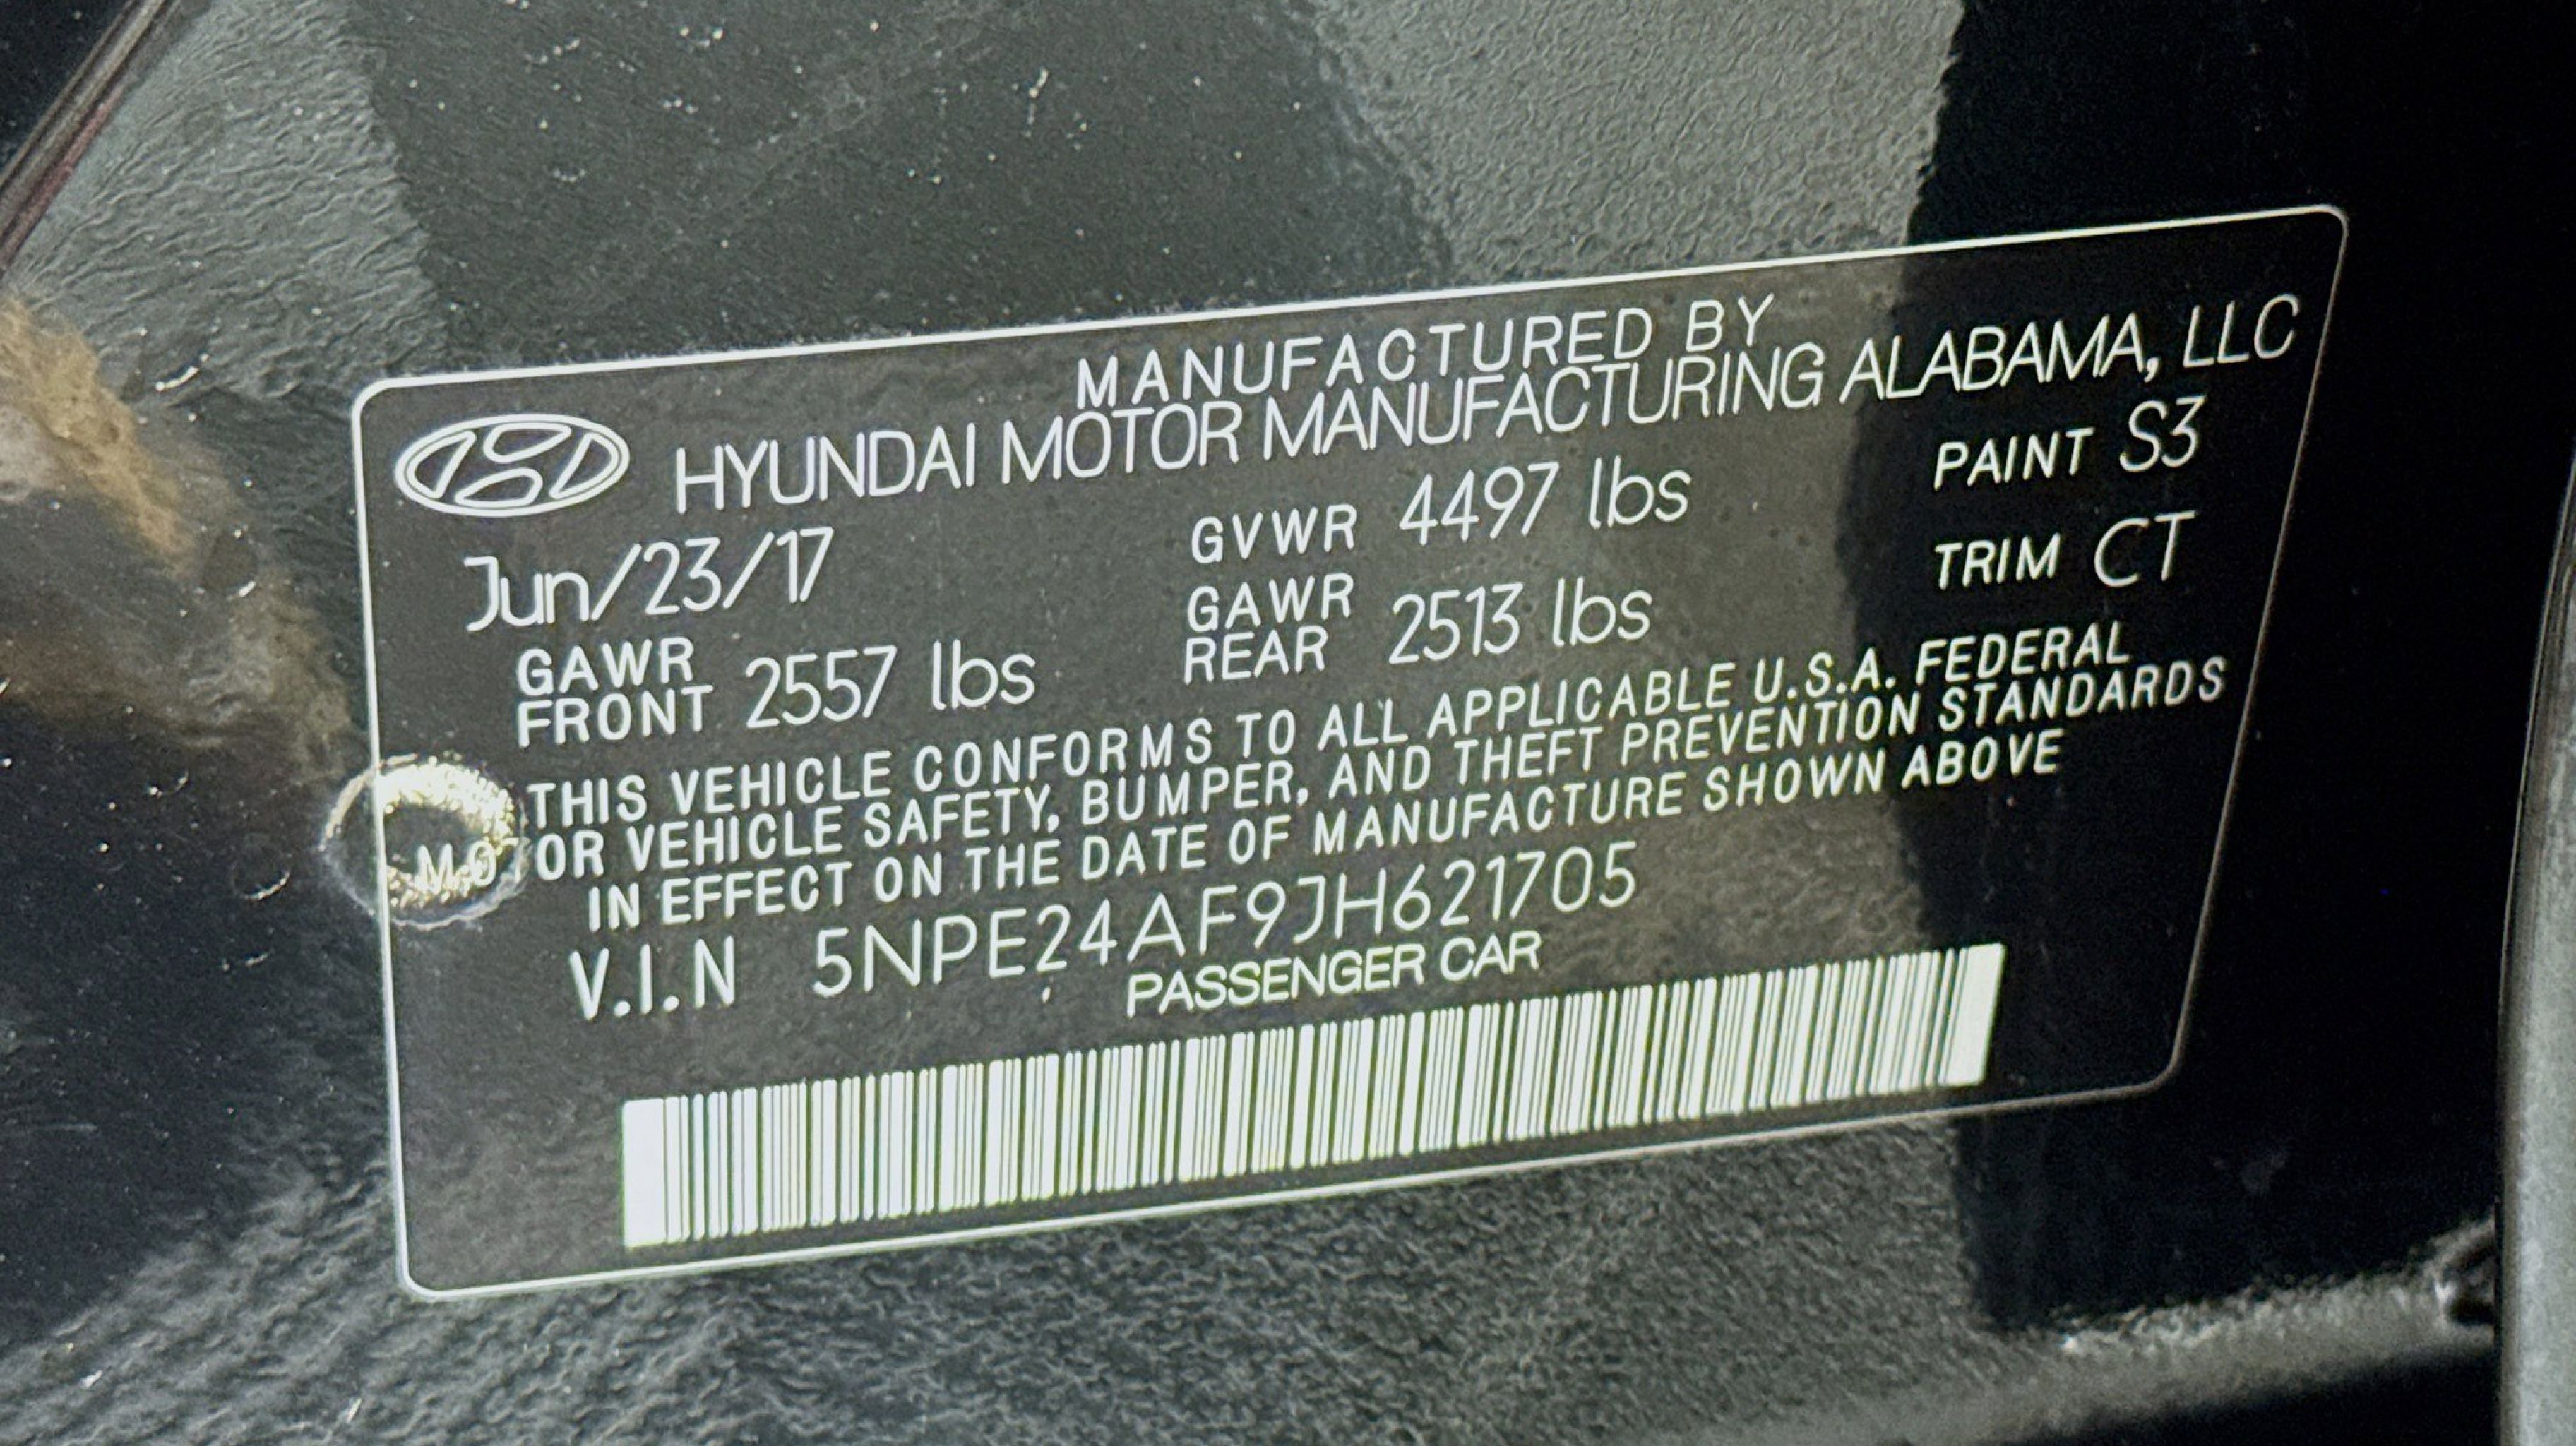 MANUFACTURED BY
HYUNDAI MOTOR MANUFACTURING ALABAMA, LLC
Jun/23/17 GVWR 4497 lbs PAINT S3
GAWR FRONT 2557 lbs GAWR REAR 2513 lbs TRIM CT
THIS VEHICLE CONFORMS TO ALL APPLICABLE U.S.A. FEDERAL
MOTOR VEHICLE SAFETY, BUMPER, AND THEFT PREVENTION STANDARDS
IN EFFECT ON THE DATE OF MANUFACTURE SHOWN ABOVE
V.I.N 5NPE24AF9JH621705
PASSENGER CAR